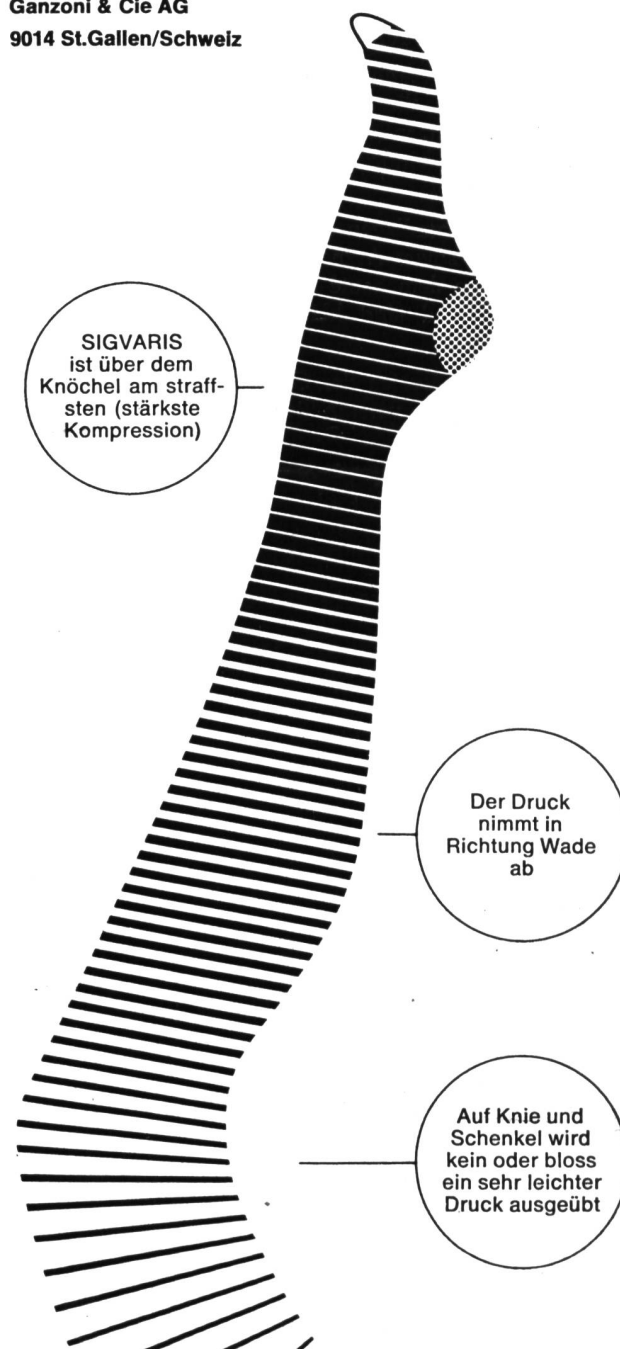 Ganzoni & Cie AG
9014 St.Gallen/Schweiz
SIGVARIS
ist über dem
Knöchel am straff-
sten (stärkste
Kompression)
Der Druck
nimmt in
Richtung Wade
ab
Auf Knie und
Schenkel wird
kein oder bloss
ein sehr leichter
Druck ausgeübt